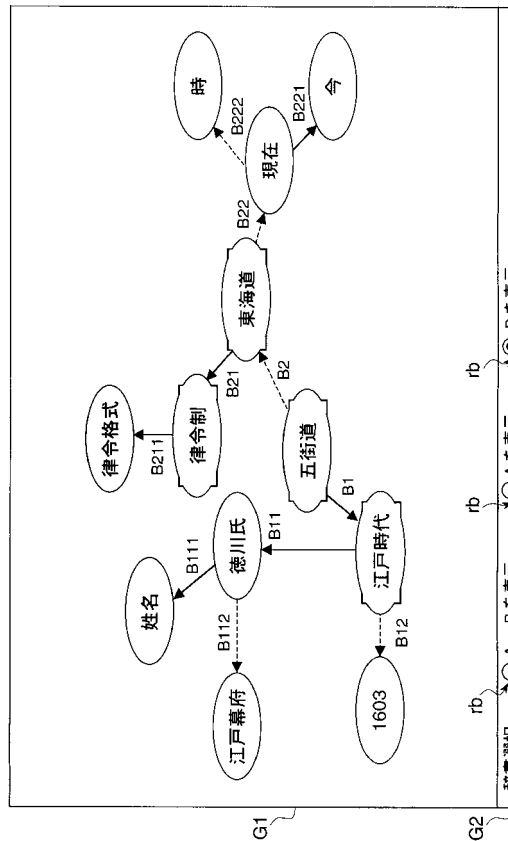 姓名
B111
徳川氏
B112
江戸幕府
B11
江戸時代
B12
1603
B1
五街道
B2
律令格式
B211
律令制
B21
東海道
B22
現在
B222
時
B221
今
G1
G2
rb
rb
rb